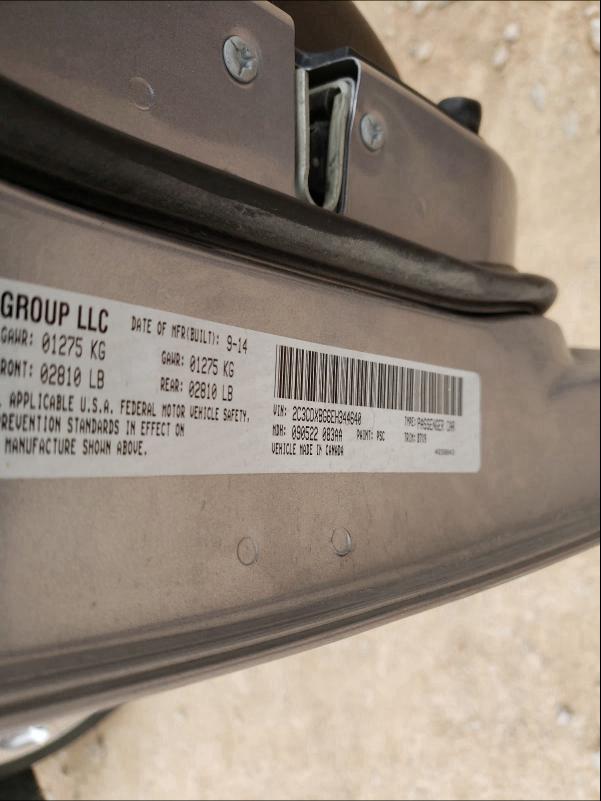 GROUP LLC
DATE OF MFR(BUILT): 9-14
GAWR: 01275 KG GAWR: 01275 KG
RONT: 02810 LB REAR: 02810 LB
. APPLICABLE U.S.A. FEDERAL MOTOR VEHICLE SAFETY,
PREVENTION STANDARDS IN EFFECT ON
MANUFACTURE SHOWN ABOVE.
VIN: 2C3CDXBG6EH344640 TYPE: PASSENGER CAR
MDH: 090522 083AA PAINT: PSC TRIM: D7X9
VEHICLE MADE IN CANADA